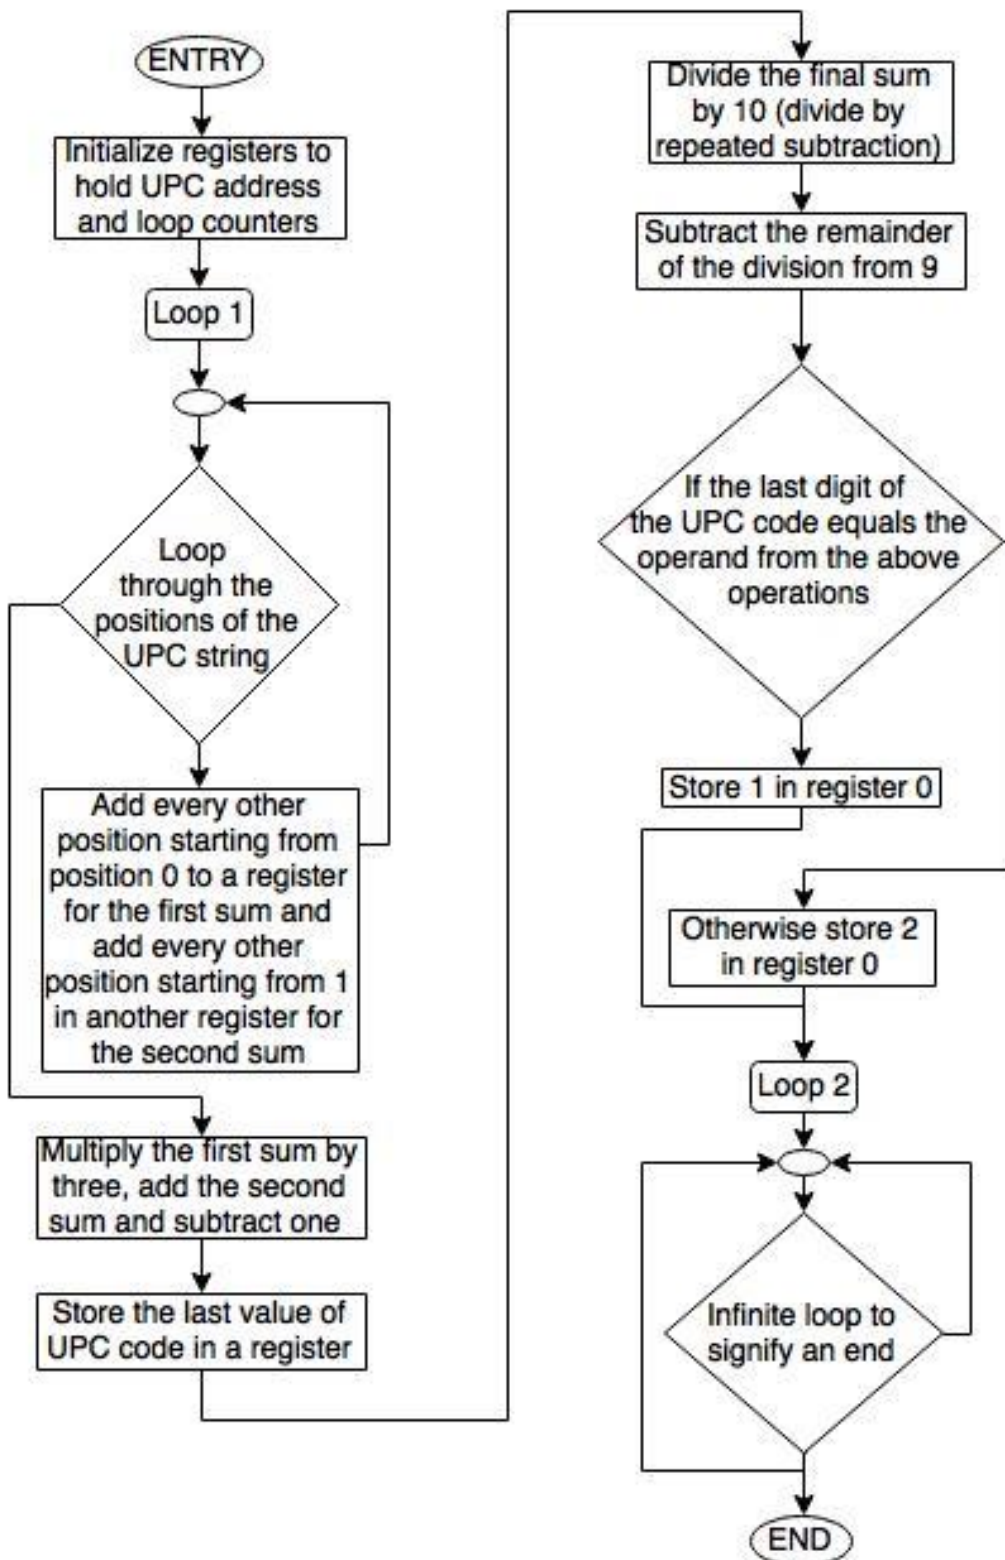 ENTRY
Initialize registers to
hold UPC address
and loop counters
Loop 1
Loop
through the
positions of the
UPC string
Add every other
position starting from
position 0 to a register
for the first sum and
add every other
position starting from 1
in another register for
the second sum
Multiply the first sum by
three, add the second
sum and subtract one
Store the last value of
UPC code in a register
Divide the final sum
by 10 (divide by
repeated subtraction)
Subtract the remainder
of the division from 9
If the last digit of
the UPC code equals the
operand from the above
operations
Store 1 in register 0
Otherwise store 2
in register 0
Loop 2
Infinite loop to
signify an end
END